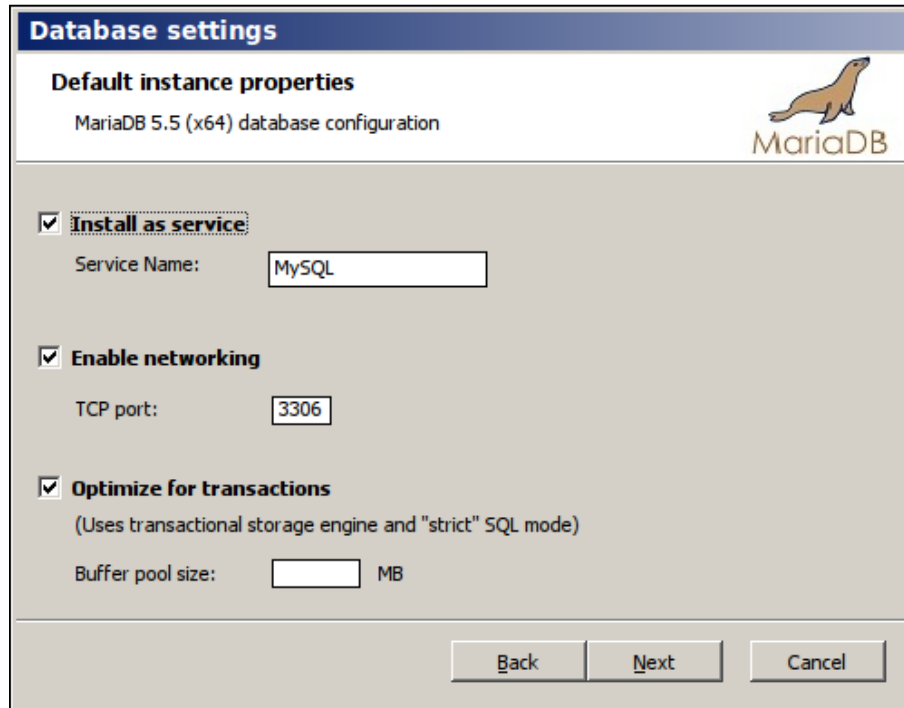 Database settings
Default instance properties
MariaDB 5.5 (x64) database configuration
MariaDB
Install as service
Service Name: MySQL
Enable networking
TCP port: 3306
Optimize for transactions
(Uses transactional storage engine and "strict" SQL mode)
Buffer pool size: MB
Back Next Cancel